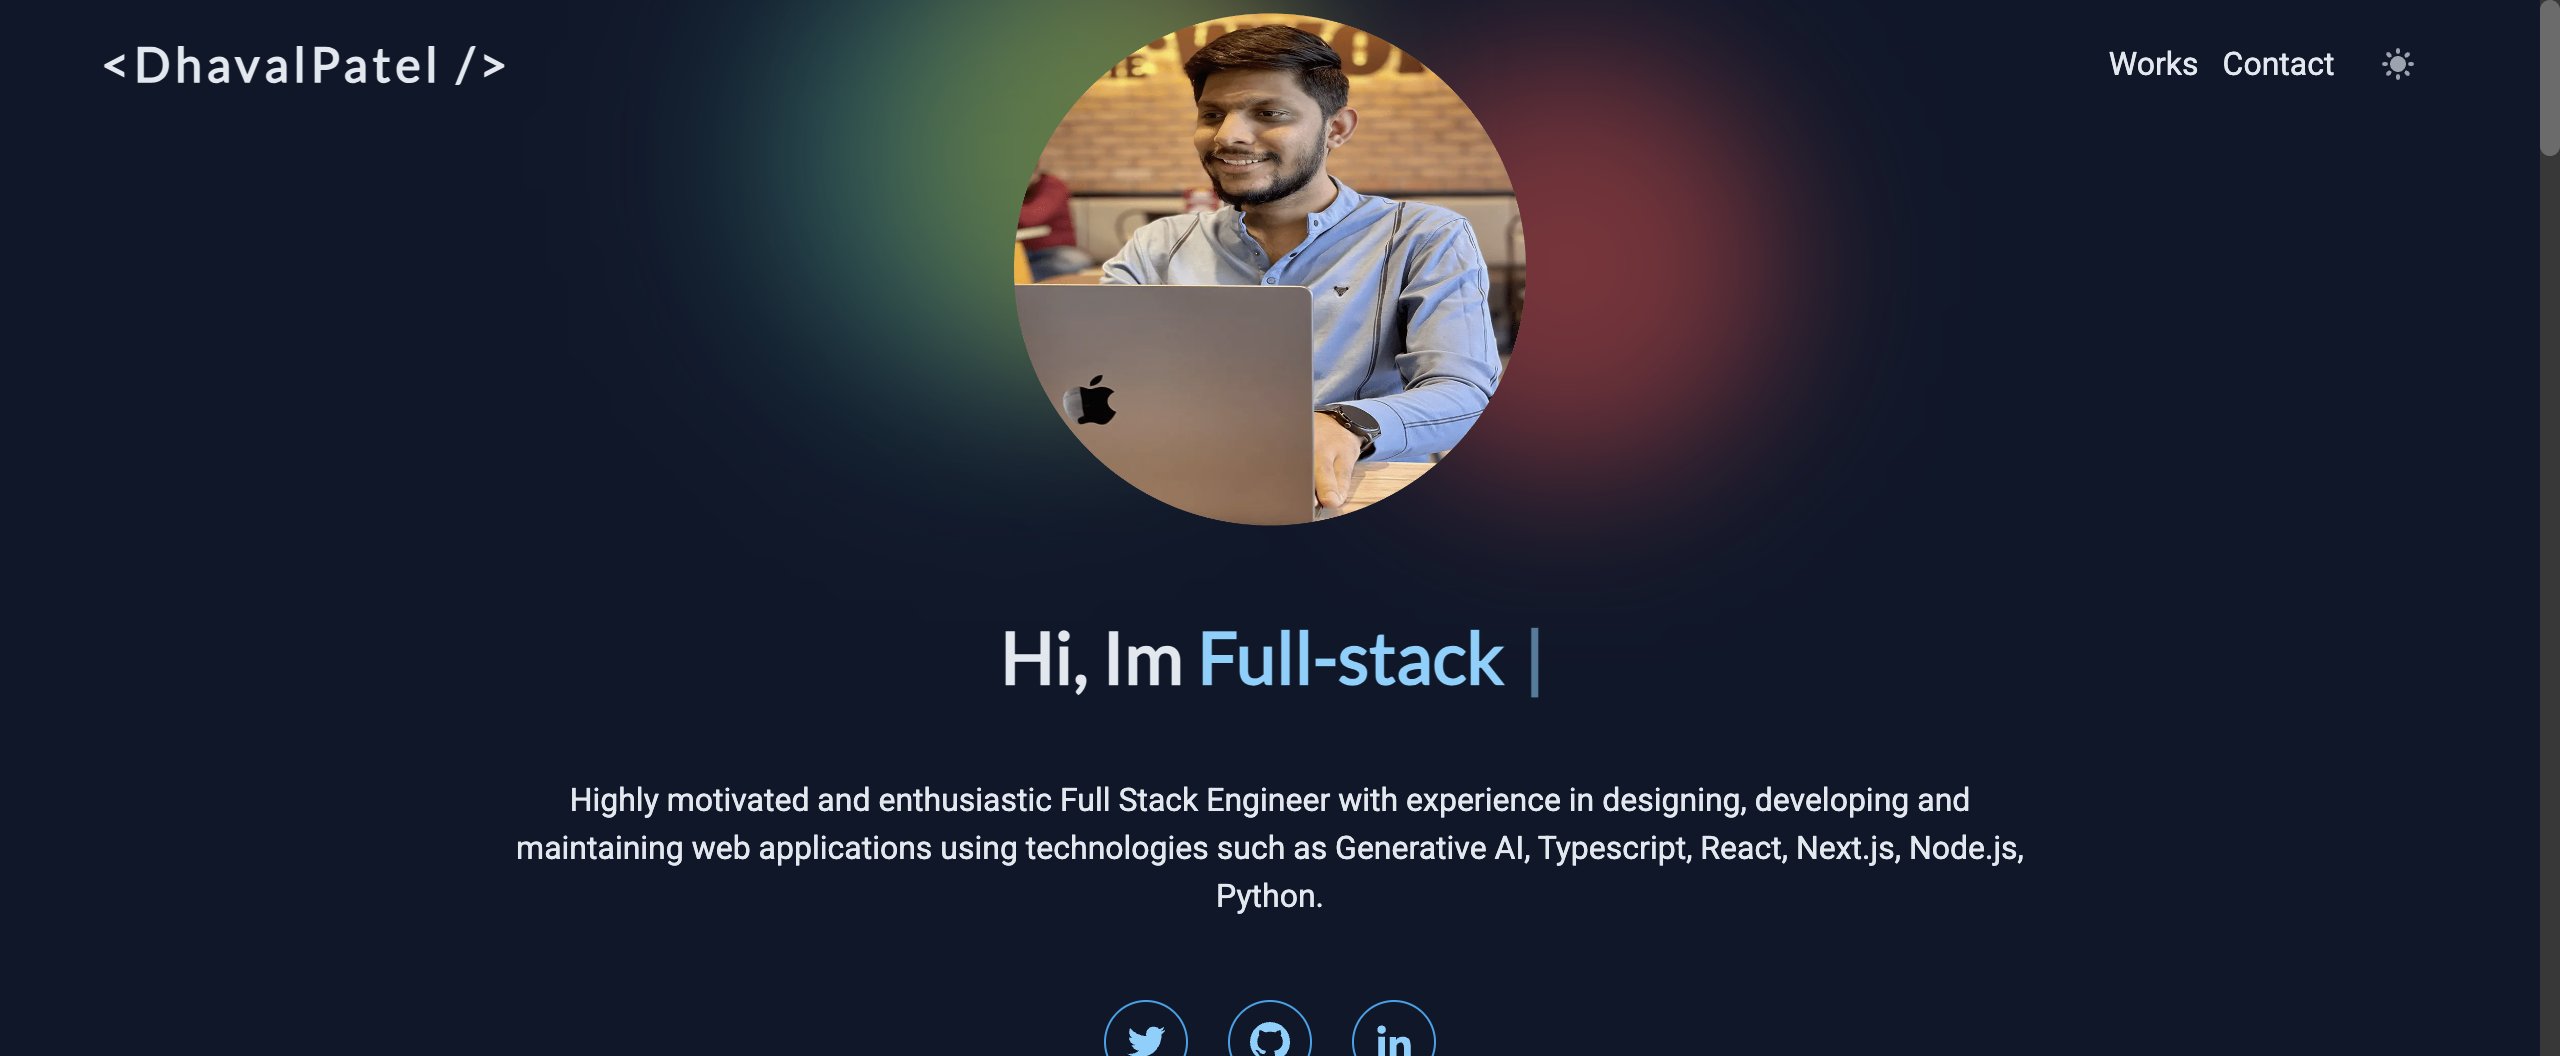 <DhavalPatel />
Works Contact
Hi, Im Full-stack |
Highly motivated and enthusiastic Full Stack Engineer with experience in designing, developing and
maintaining web applications using technologies such as Generative AI, Typescript, React, Next.js, Node.js,
Python.
in